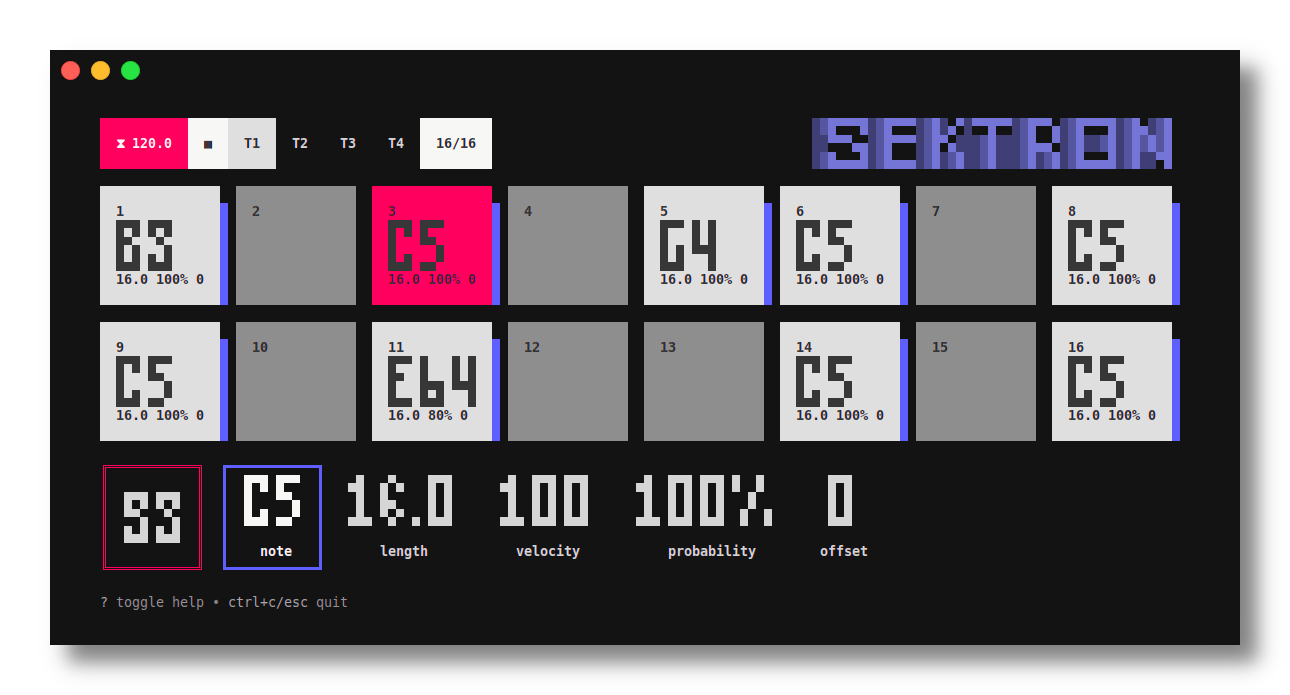 ⧗ 120.0 ■ T1 T2 T3 T4 16/16 SEKTRON
1 2 3 4 5 6 7 8
B3 C5 G4 C5 C5
16.0 100% 0 16.0 100% 0 16.0 100% 0 16.0 100% 0 16.0 100% 0
9 10 11 12 13 14 15 16
C5 Eb4 C5 C5
16.0 100% 0 16.0 80% 0 16.0 100% 0 16.0 100% 0
C5 16.0 100 100% 0
note length velocity probability offset
? toggle help • ctrl+c/esc quit